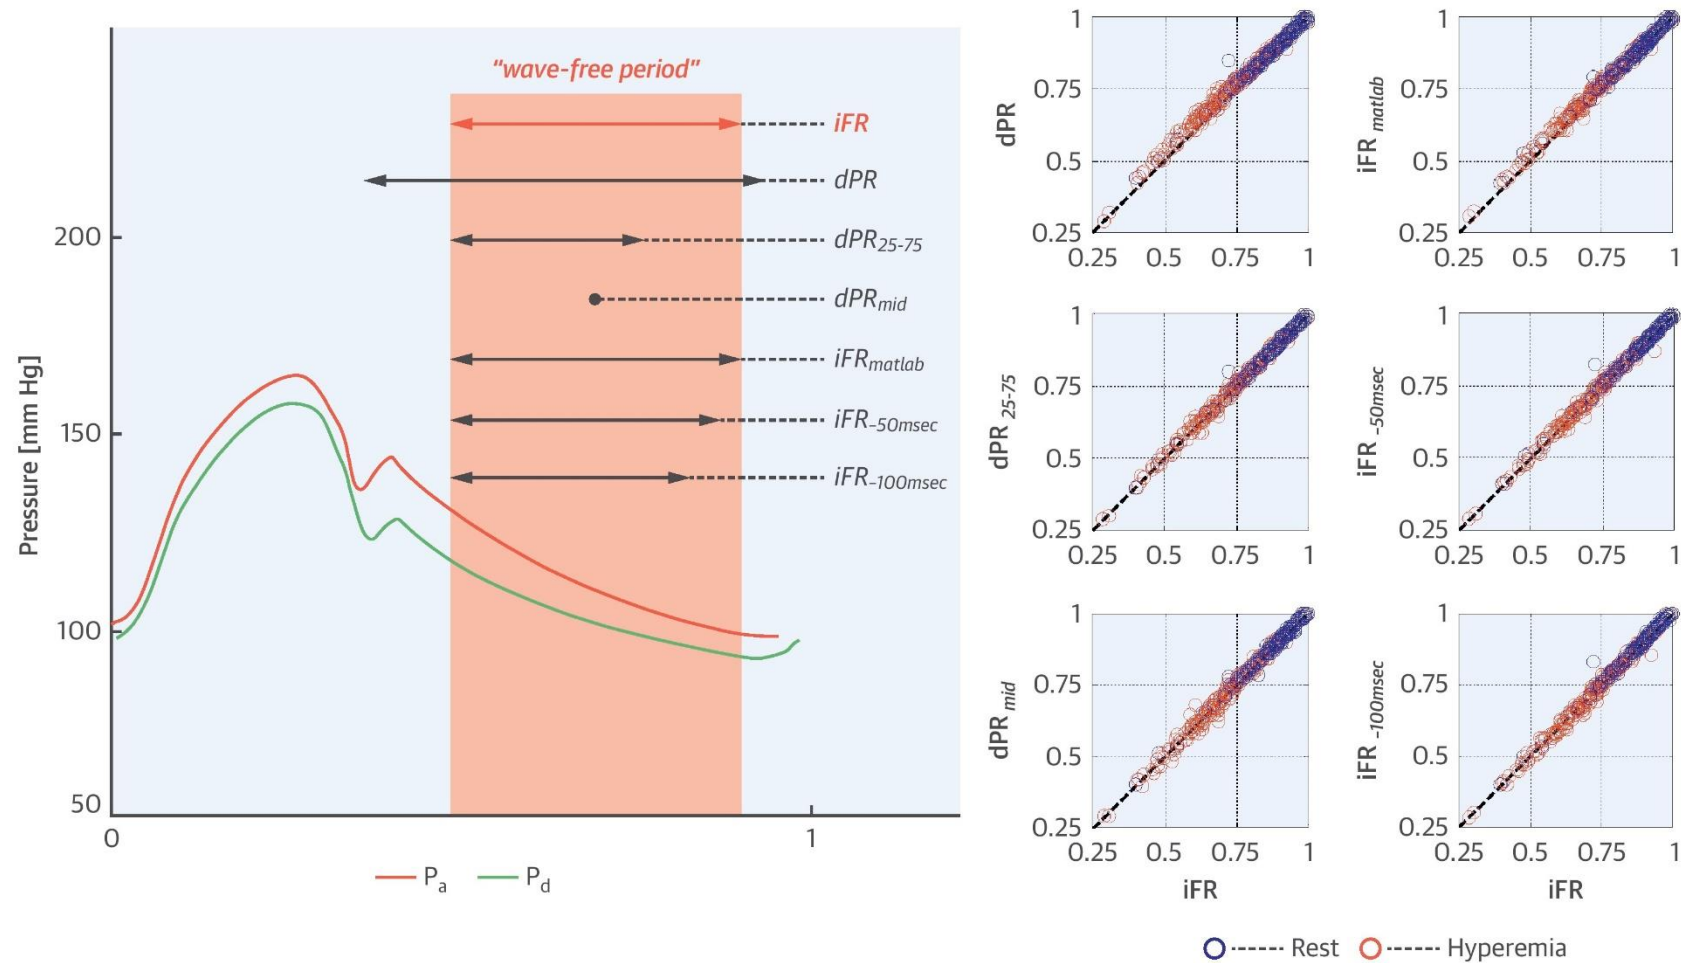 "wave-free period"
iFR
dPR
dPR25-75
dPRmid
iFRmatlab
iFR-50msec
iFR-100msec
Pressure [mm Hg]
200
150
100
50
0
1
Pa
Pd
dPR
1
0.75
0.5
0.25
0.25 0.5 0.75 1
iFR matlab
1
0.75
0.5
0.25
0.25 0.5 0.75 1
dPR 25-75
1
0.75
0.5
0.25
0.25 0.5 0.75 1
iFR -50msec
1
0.75
0.5
0.25
0.25 0.5 0.75 1
dPR mid
1
0.75
0.5
0.25
0.25 0.5 0.75 1
iFR
iFR -100msec
1
0.75
0.5
0.25
0.25 0.5 0.75 1
iFR
Rest
Hyperemia